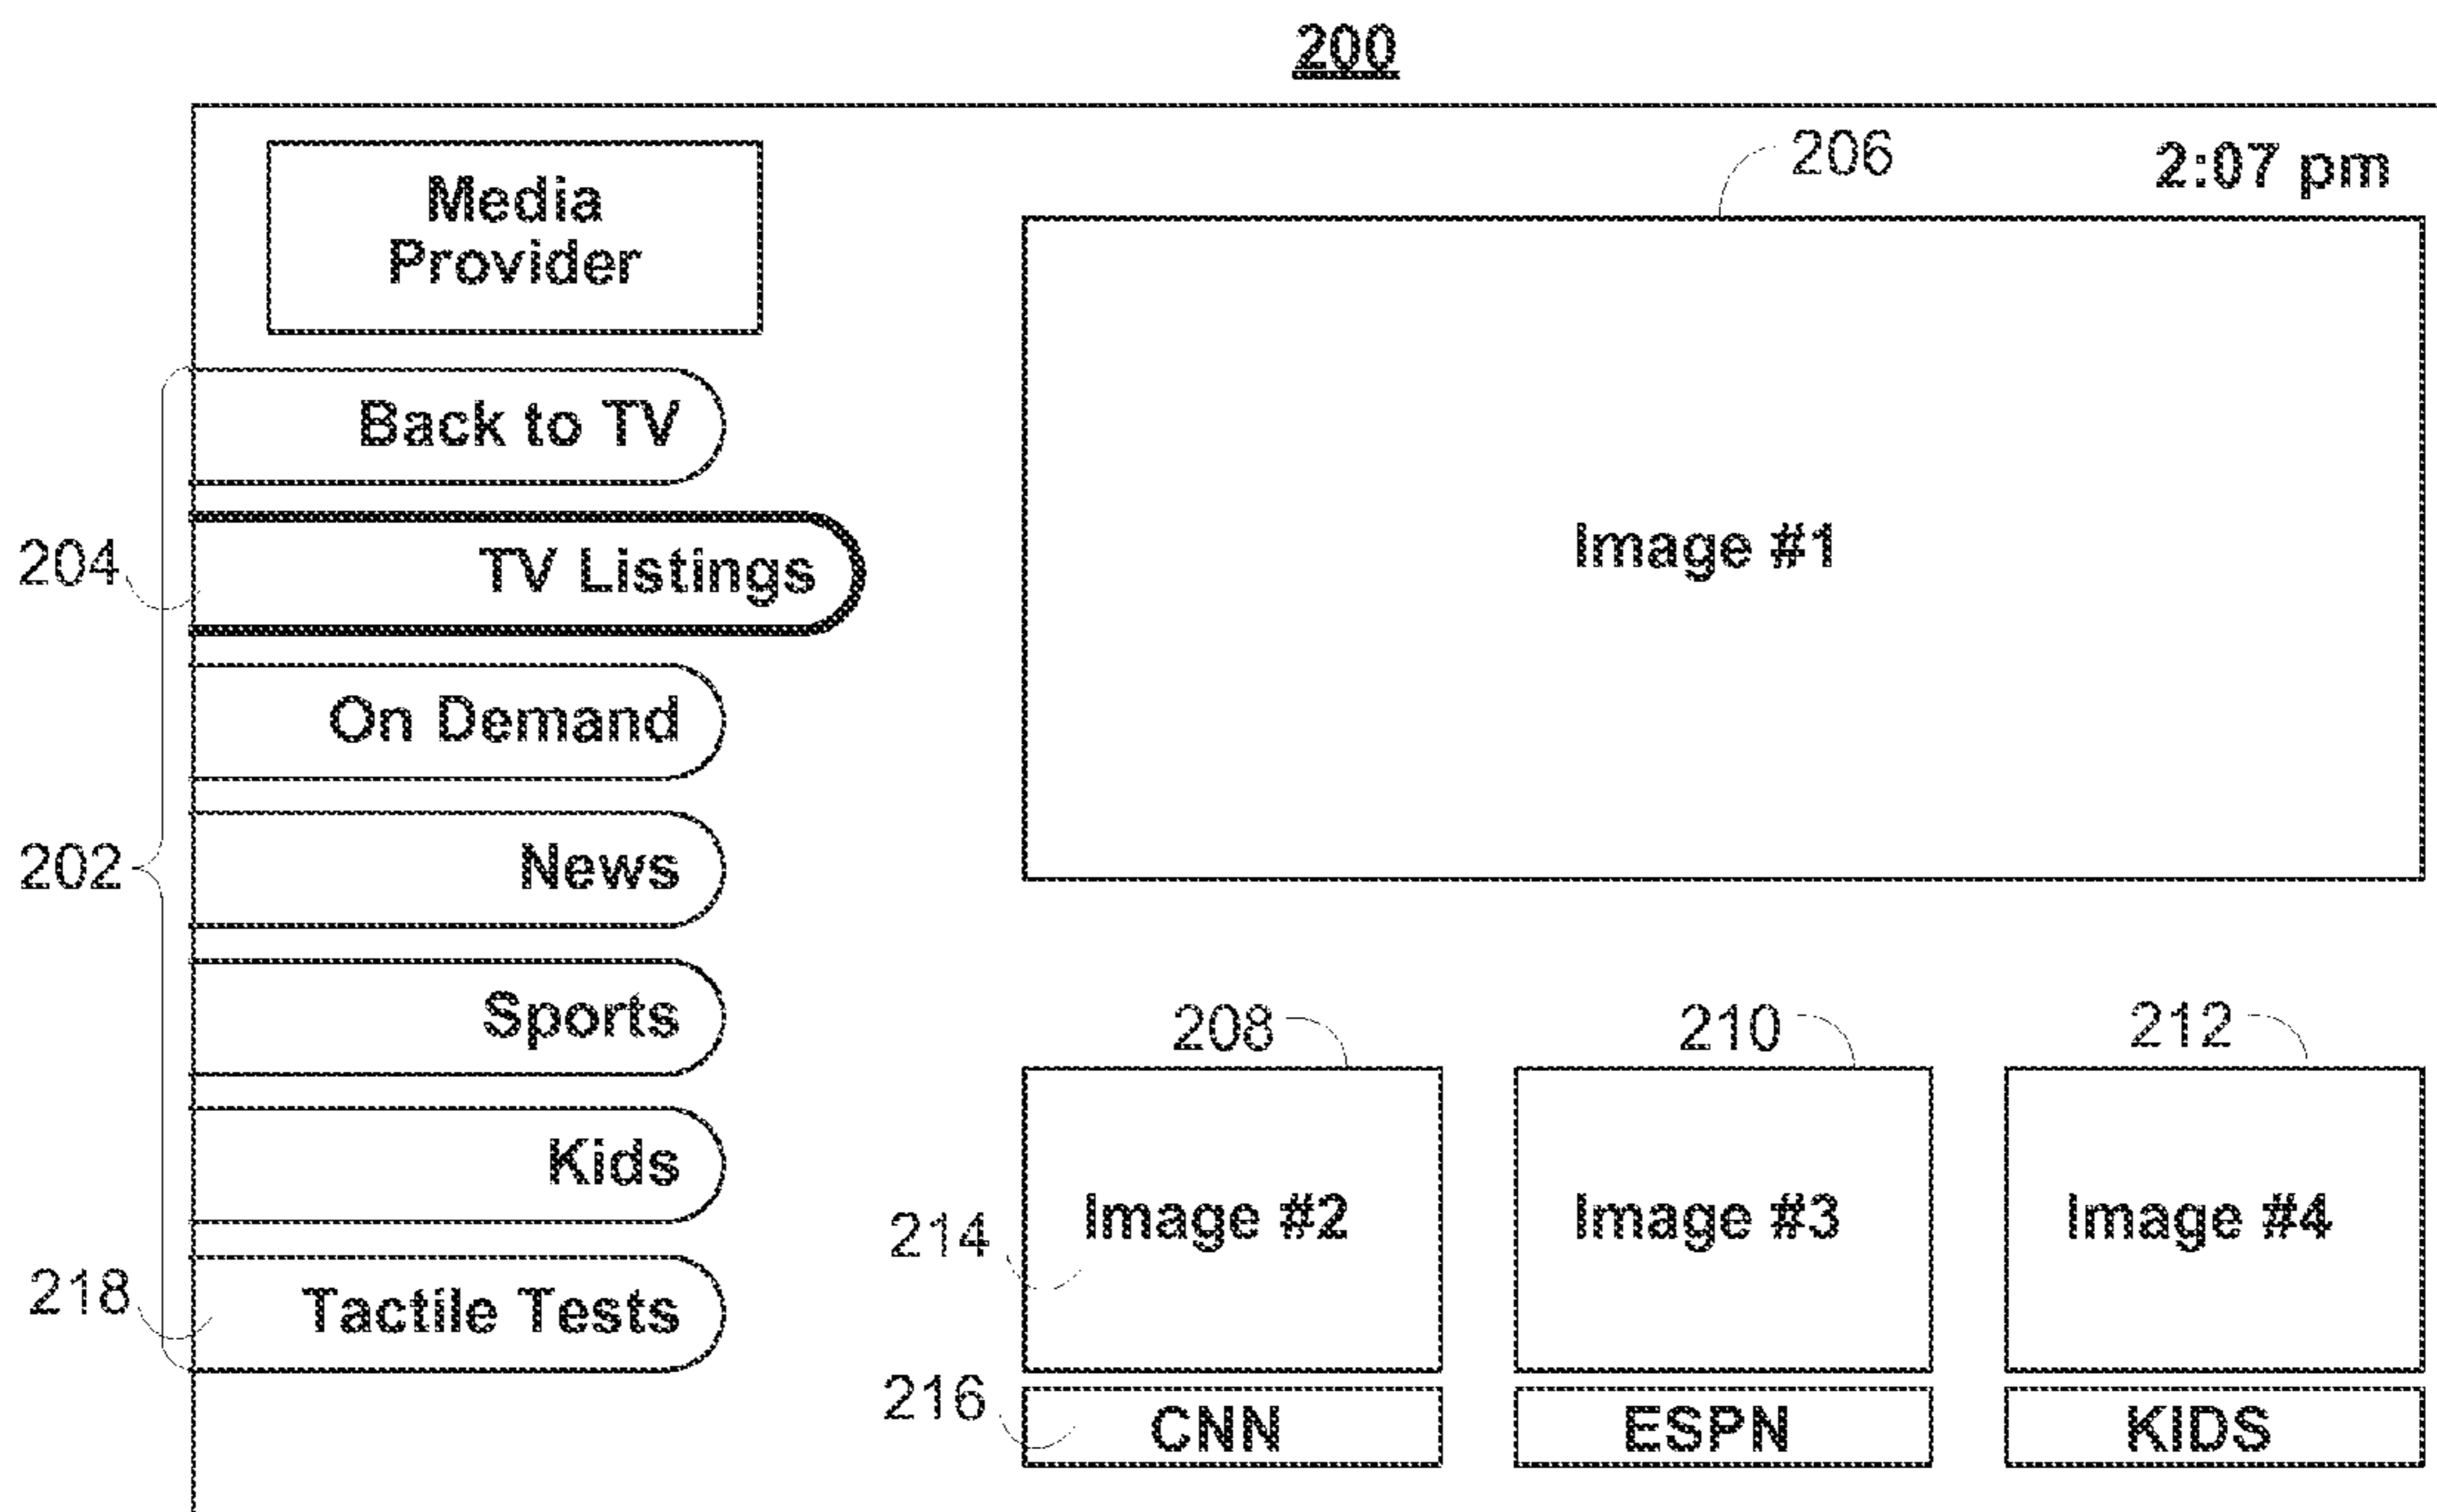 200
206
2:07 pm
Media
Provider
Back to TV
204
TV Listings
Image #1
On Demand
202
News
Sports
208
210
212
Kids
214
Image #2
Image #3
Image #4
218
Tactile Tests
216
CNN
ESPN
KIDS